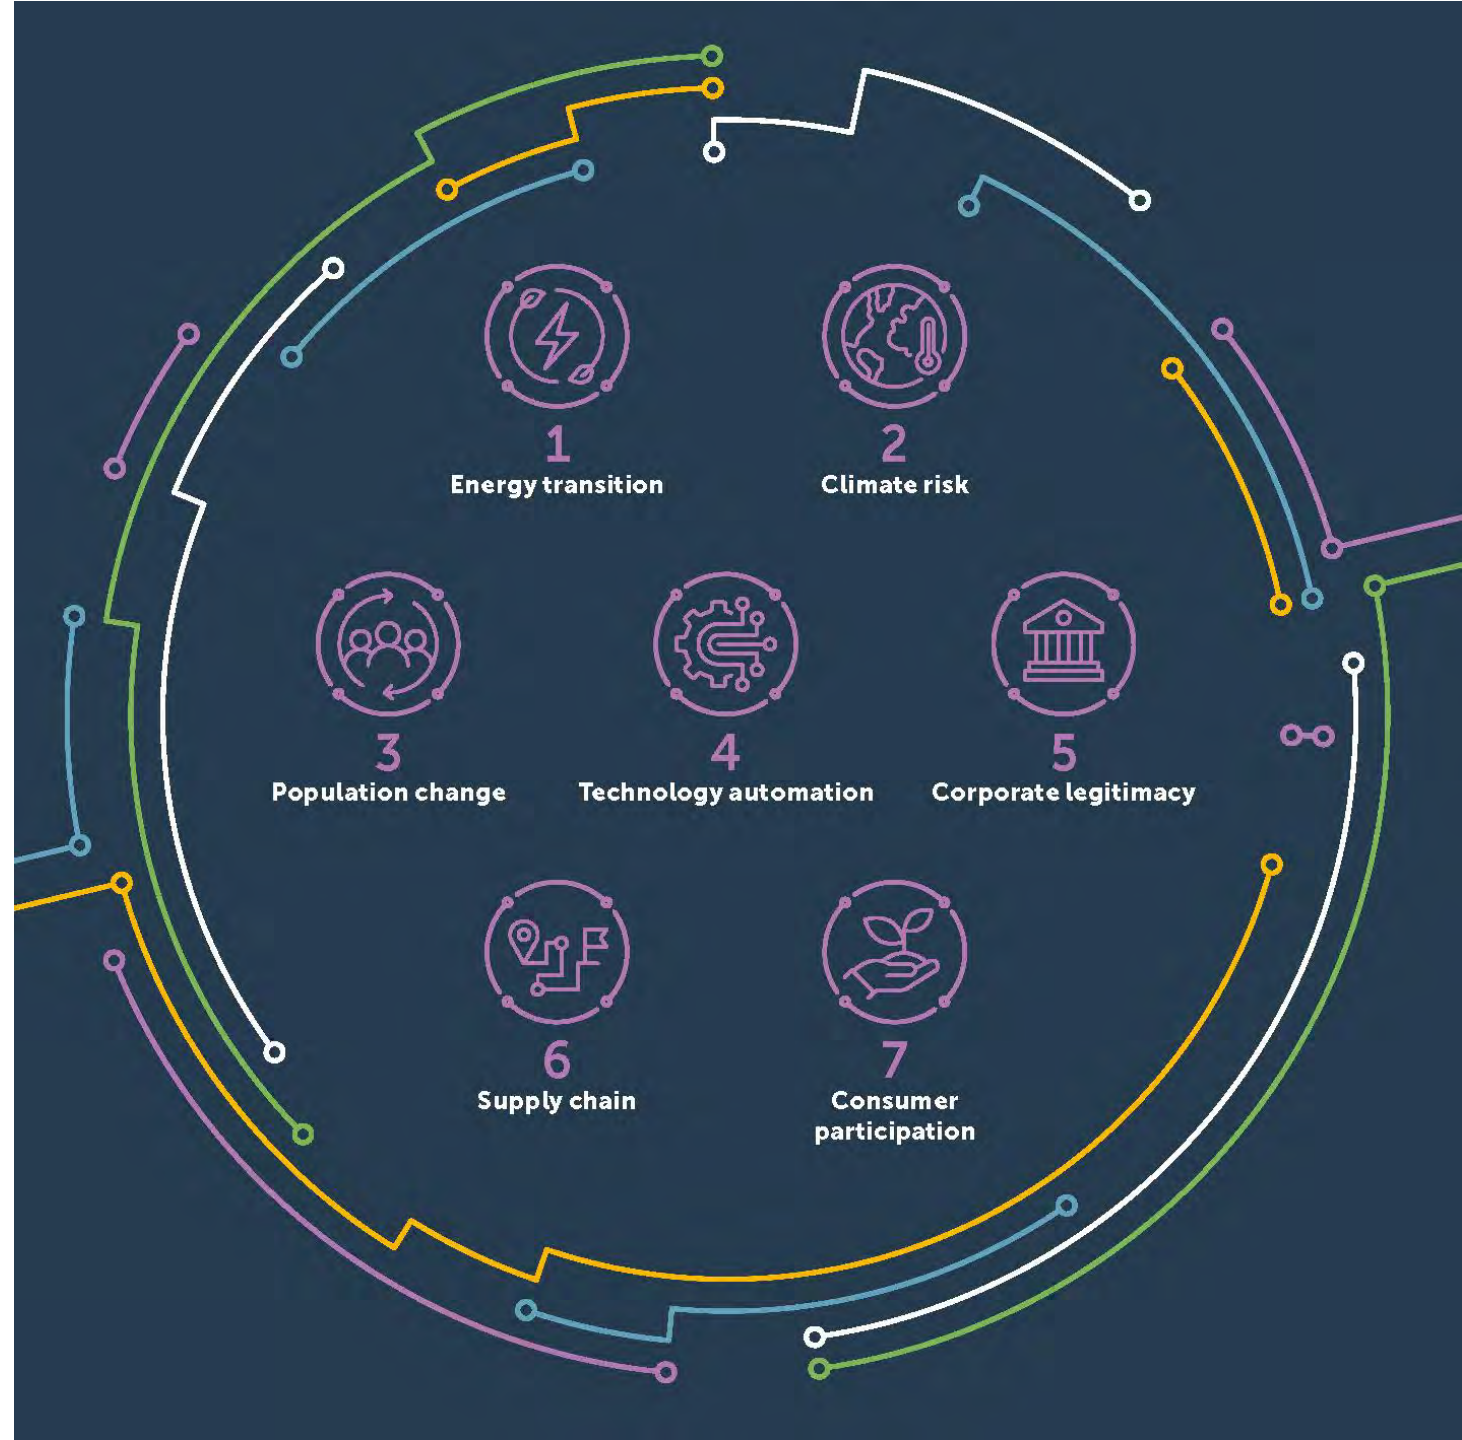 1
Energy transition
2
Climate risk
3
Population change
4
Technology automation
5
Corporate legitimacy
6
Supply chain
7
Consumer
participation